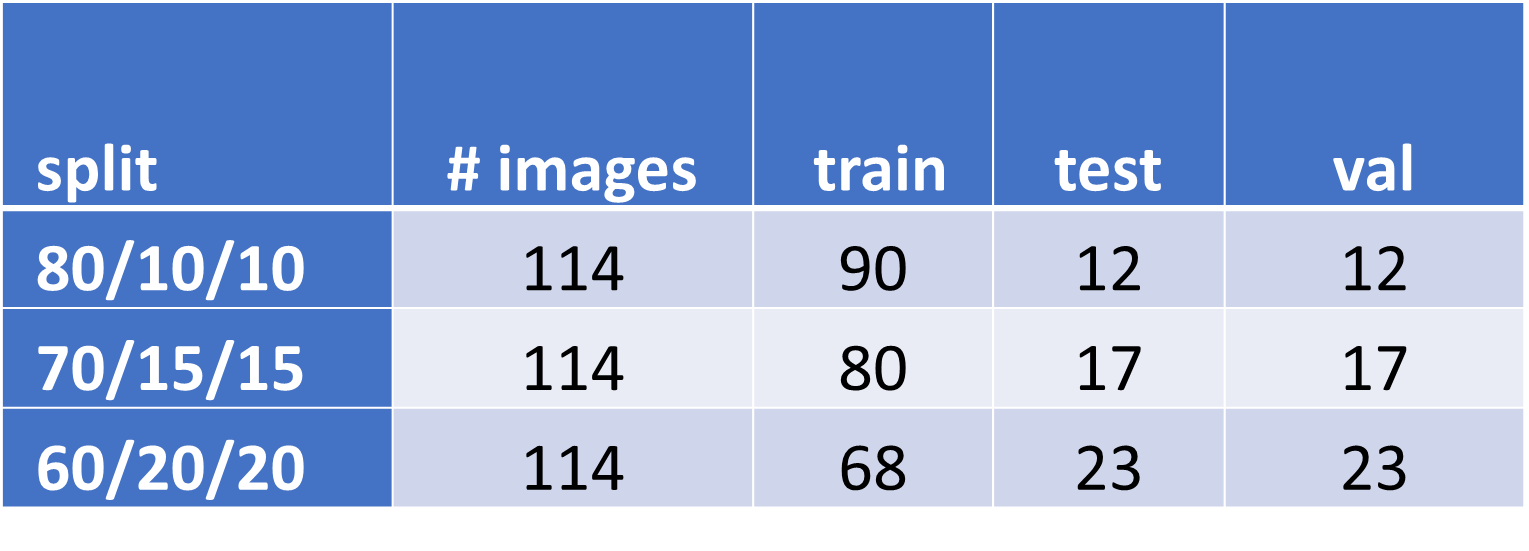 split # images train test val
80/10/10 114 90 12 12
70/15/15 114 80 17 17
60/20/20 114 68 23 23